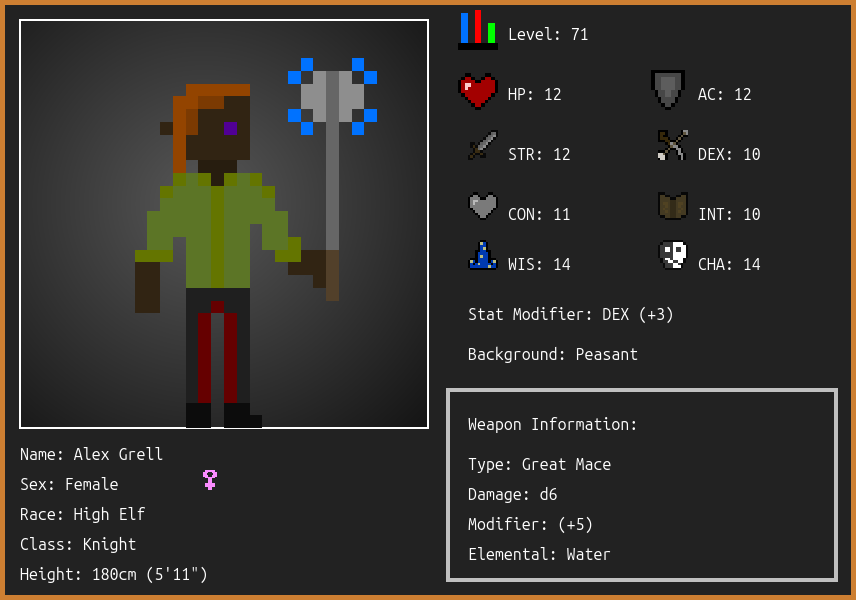 Level: 71
HP: 12
AC: 12
STR: 12
DEX: 10
CON: 11
INT: 10
WIS: 14
CHA: 14
Stat Modifier: DEX (+3)
Background: Peasant
Weapon Information:
Type: Great Mace
Damage: d6
Modifier: (+5)
Elemental: Water
Name: Alex Grell
Sex: Female
Race: High Elf
Class: Knight
Height: 180cm (5'11")